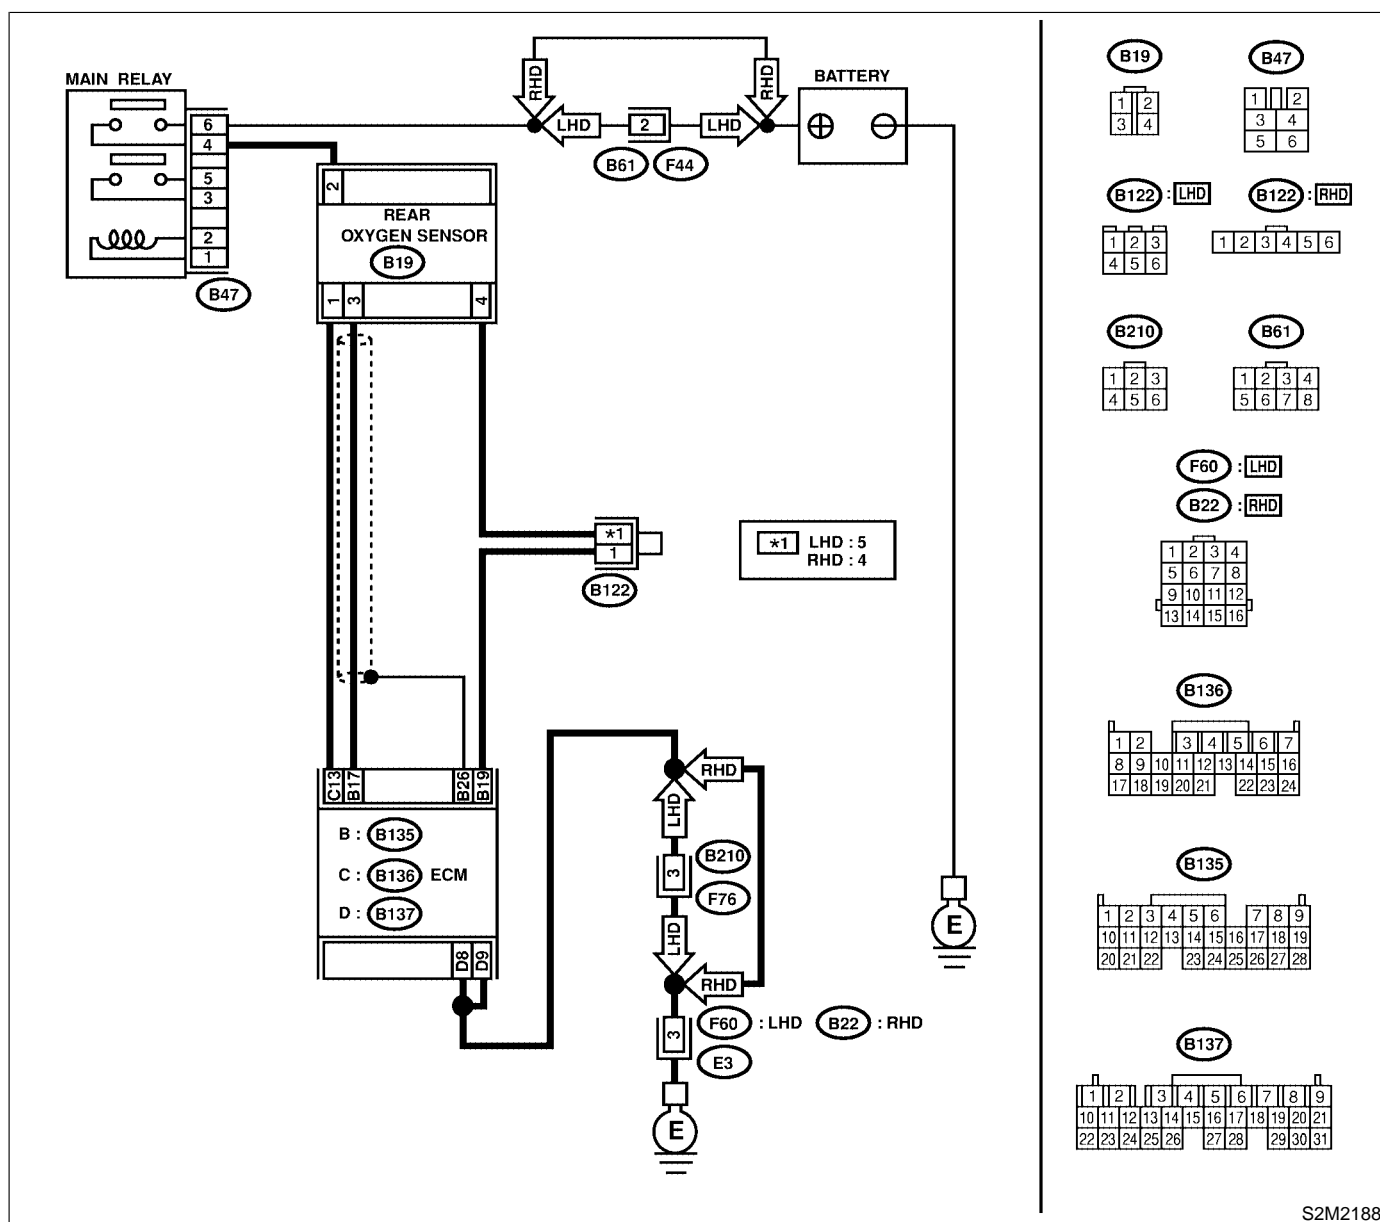 MAIN RELAY
6
4
5
3
2
1
B47
RHD
RHD
LHD
2
LHD
B61
F44
BATTERY
2
REAR
OXYGEN SENSOR
B19
1
3
4
*1
1
B122
*1 LHD : 5
RHD : 4
C13
B17
B26
B19
B : B135
C : B136 ECM
D : B137
D8
D9
RHD
LHD
3
B210
F76
LHD
RHD
3
F60 : LHD B22 : RHD
E3
E
E
B19
1 2
3 4
B47
1 2
3 4
5 6
B122 : LHD
1 2 3
4 5 6
B122 : RHD
1 2 3 4 5 6
B210
1 2 3
4 5 6
B61
1 2 3 4
5 6 7 8
F60 : LHD
B22 : RHD
1 2 3 4
5 6 7 8
9 10 11 12
13 14 15 16
B136
1 2 3 4 5 6 7
8 9 10 11 12 13 14 15 16
17 18 19 20 21 22 23 24
B135
1 2 3 4 5 6 7 8 9
10 11 12 13 14 15 16 17 18 19
20 21 22 23 24 25 26 27 28
B137
1 2 3 4 5 6 7 8 9
10 11 12 13 14 15 16 17 18 19 20 21
22 23 24 25 26 27 28 29 30 31
S2M2188